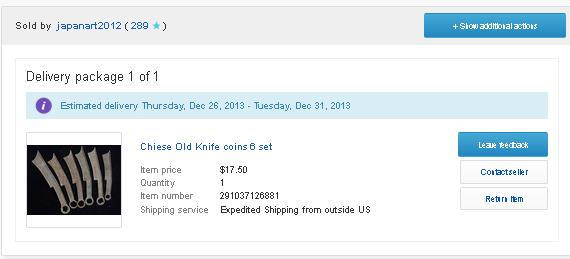 Sold by japanart2012 ( 289 ★ )
+ Show additional actions
Delivery package 1 of 1
i Estimated delivery Thursday, Dec 26, 2013 - Tuesday, Dec 31, 2013
Chiese Old Knife coins 6 set
Item price $17.50
Quantity 1
Item number 291037126881
Shipping service Expedited Shipping from outside US
Leave feedback
Contact seller
Return item